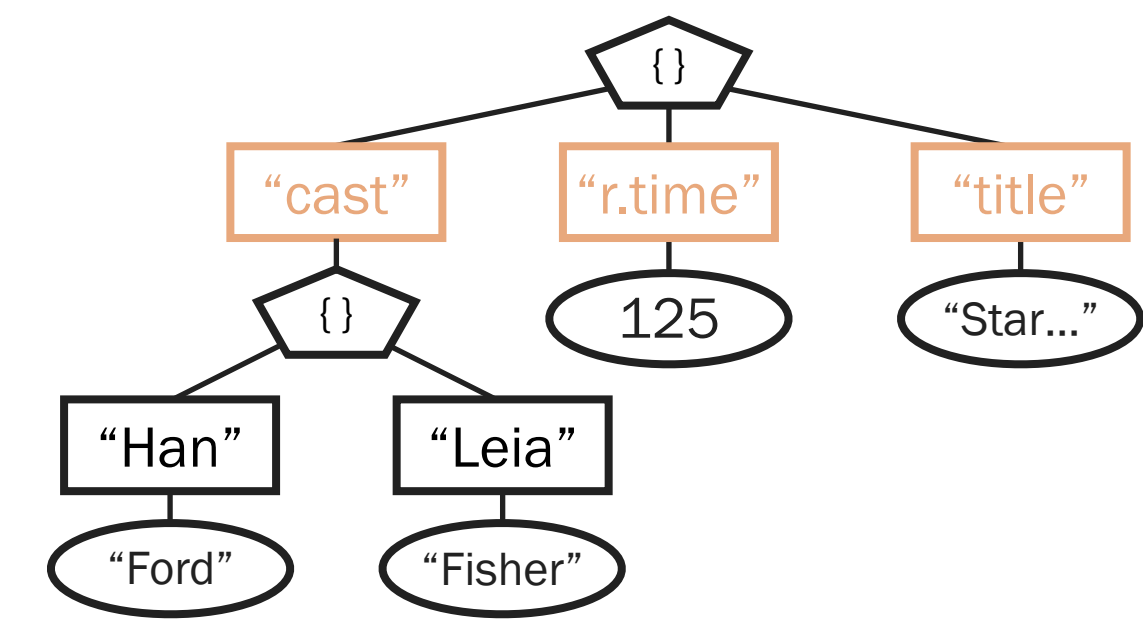 { }
“cast”
“r.time”
“title”
{ }
125
“Star...”
“Han”
“Leia”
“Ford”
“Fisher”